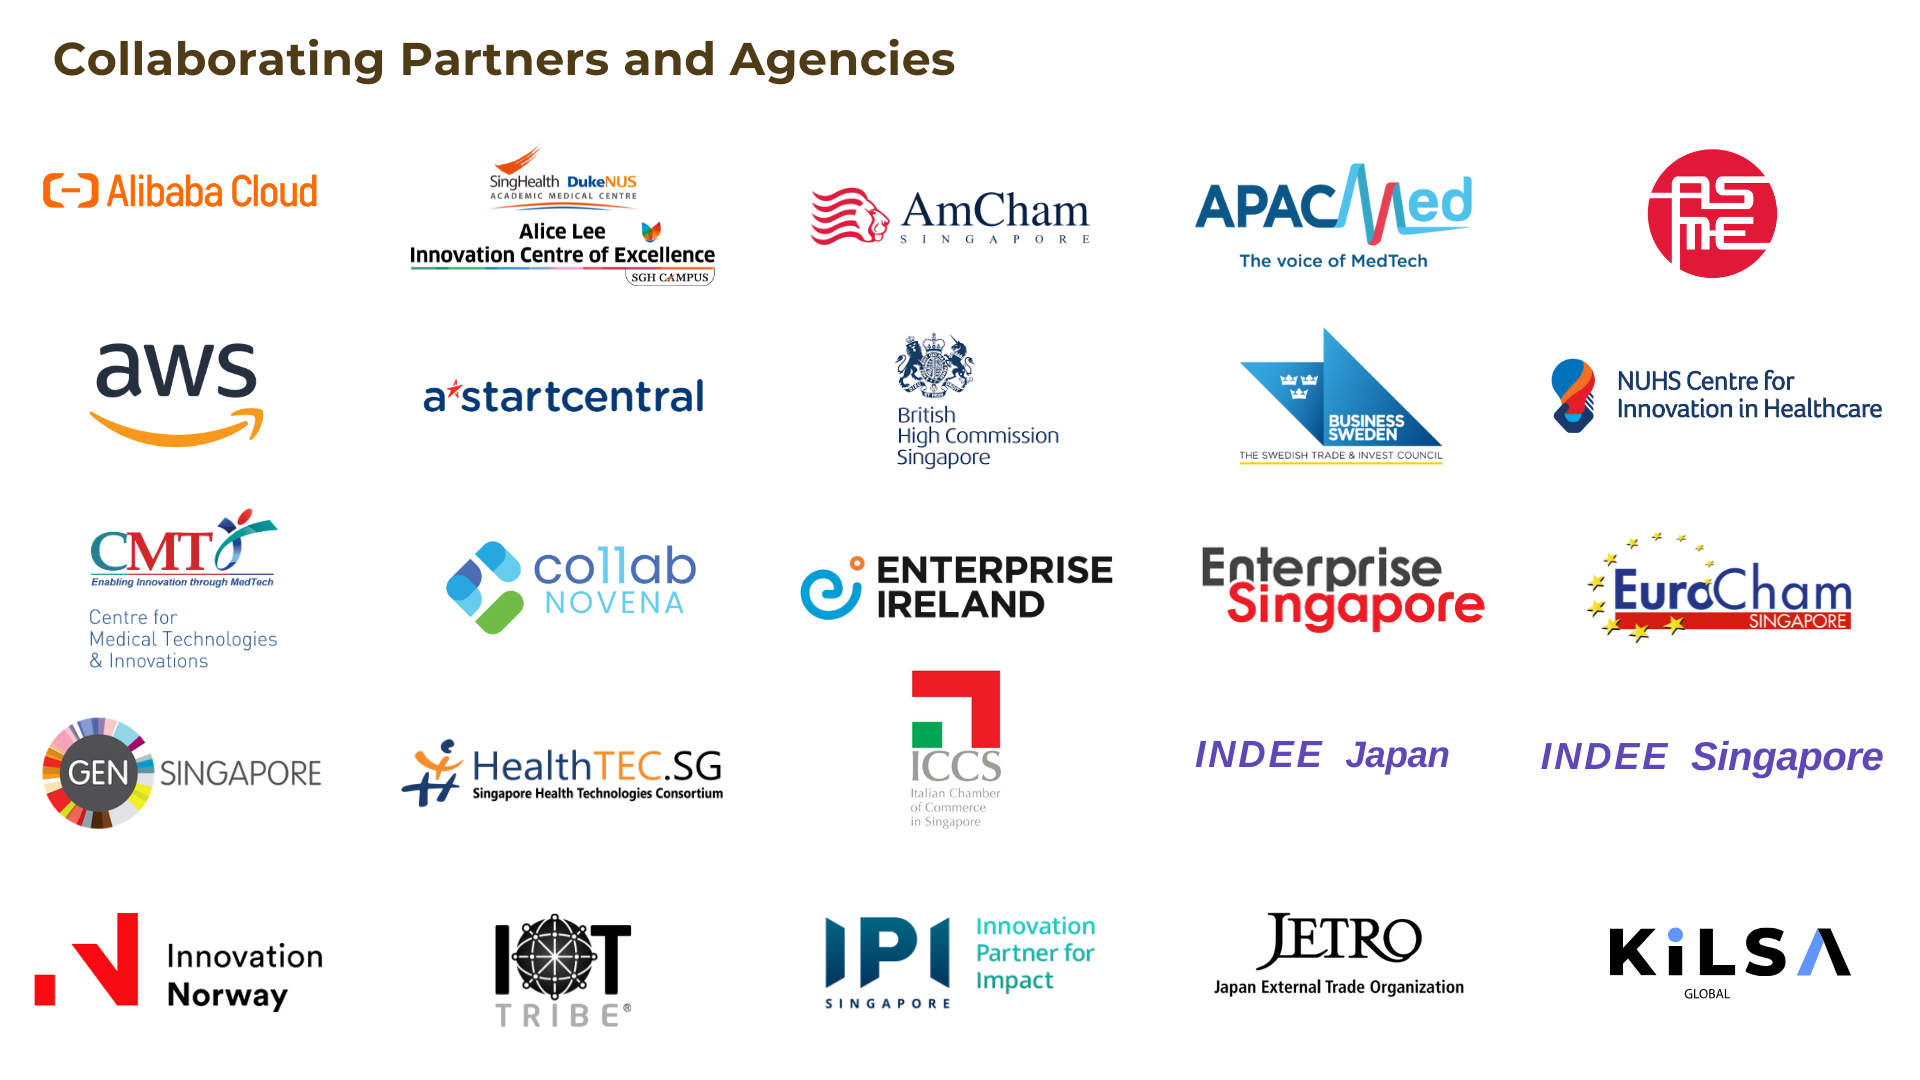 Collaborating Partners and Agencies
Alibaba Cloud
SingHealth DukeNUS
ACADEMIC MEDICAL CENTRE
Alice Lee
Innovation Centre of Excellence
SGH CAMPUS
AmCham
SINGAPORE
APACMed
The voice of MedTech
ASME
aws
a*startcentral
British
High Commission
Singapore
BUSINESS
SWEDEN
THE SWEDISH TRADE & INVEST COUNCIL
NUHS Centre for
Innovation in Healthcare
CMTi
Enabling Innovation through MedTech
Centre for
Medical Technologies
& Innovations
co11ab
NOVENA
ENTERPRISE
IRELAND
Enterprise
Singapore
EuroCham
SINGAPORE
GEN SINGAPORE
HealthTEC.SG
Singapore Health Technologies Consortium
ICCS
Italian Chamber
of Commerce
in Singapore
INDEE Japan
INDEE Singapore
Innovation
Norway
IOT
TRIBE®
IPI
SINGAPORE
Innovation
Partner for
Impact
JETRO
Japan External Trade Organization
KiLSA
GLOBAL